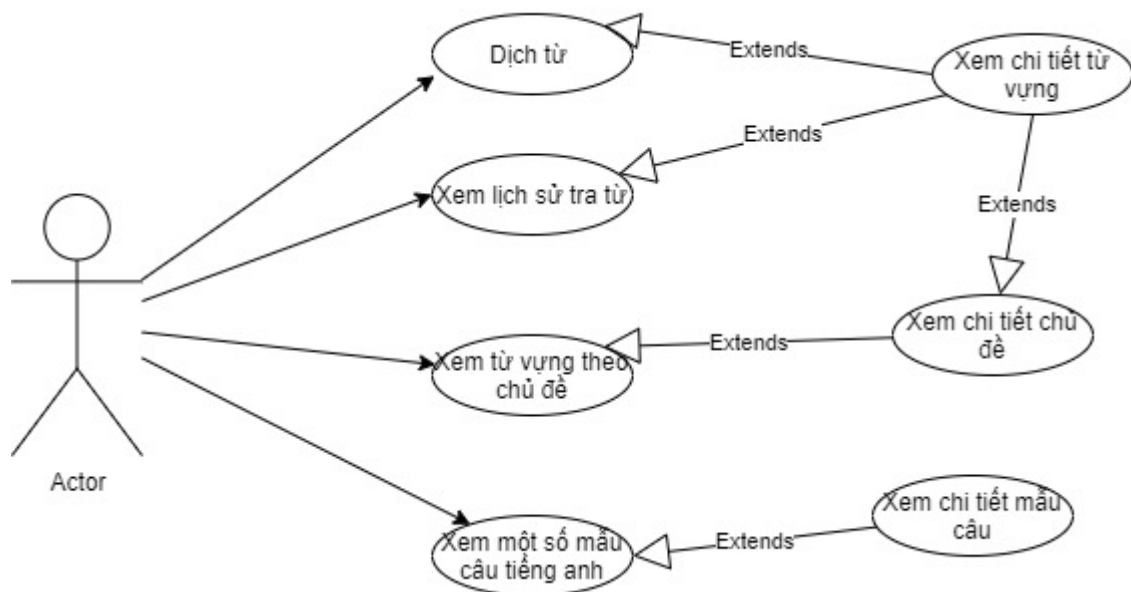 Dịch từ
Extends
Xem chi tiết từ
vựng
Extends
Xem lịch sử tra từ
Extends
Xem từ vựng theo
chủ đề
Extends
Xem chi tiết chủ
đề
Actor
Xem một số mẫu
câu tiếng anh
Extends
Xem chi tiết mẫu
câu